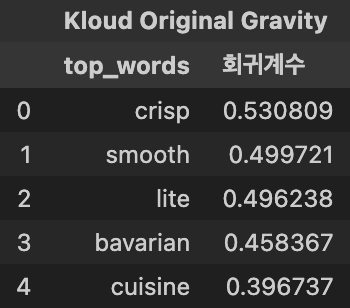 Kloud Original Gravity
top_words 회귀계수
0 crisp 0.530809
1 smooth 0.499721
2 lite 0.496238
3 bavarian 0.458367
4 cuisine 0.396737